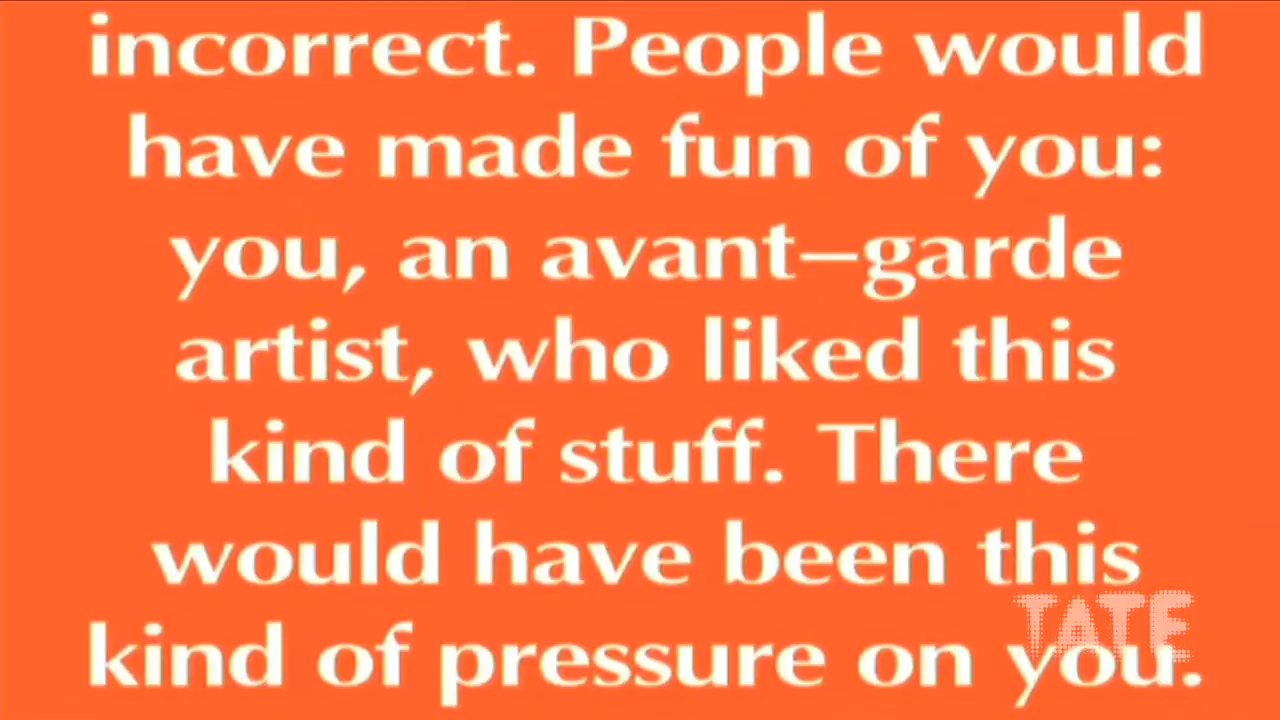 incorrect. People would
have made fun of you:
you, an avant–garde
artist, who liked this
kind of stuff. There
would have been this
kind of pressure on you.
TATE